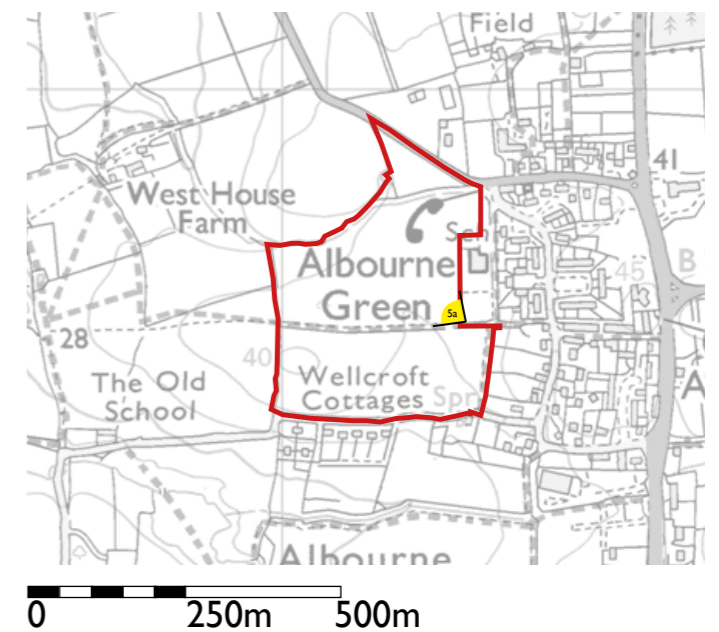 Field
41
West House
Farm
Sch
Albourne
45
B
Green
5a
28
40
The Old
School
Wellcroft
Cottages
Spr
A
Albourne
0 250m 500m